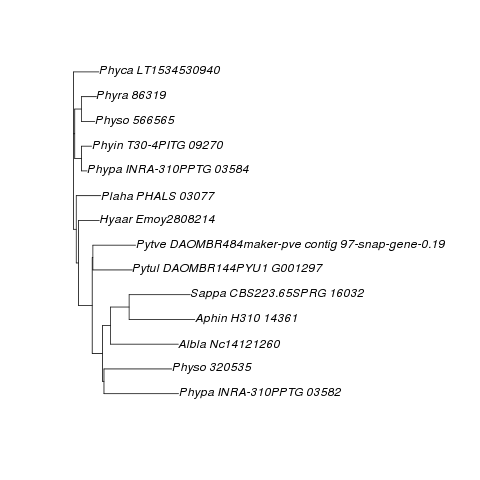 Phyca LT1534530940
Phyra 86319
Physo 566565
Phyin T30-4PITG 09270
Phypa INRA-310PPTG 03584
Plaha PHALS 03077
Hyaar Emoy2808214
Pytve DAOMBR484maker-pve contig 97-snap-gene-0.19
Pytul DAOMBR144PYU1 G001297
Sappa CBS223.65SPRG 16032
Aphin H310 14361
Albla Nc14121260
Physo 320535
Phypa INRA-310PPTG 03582